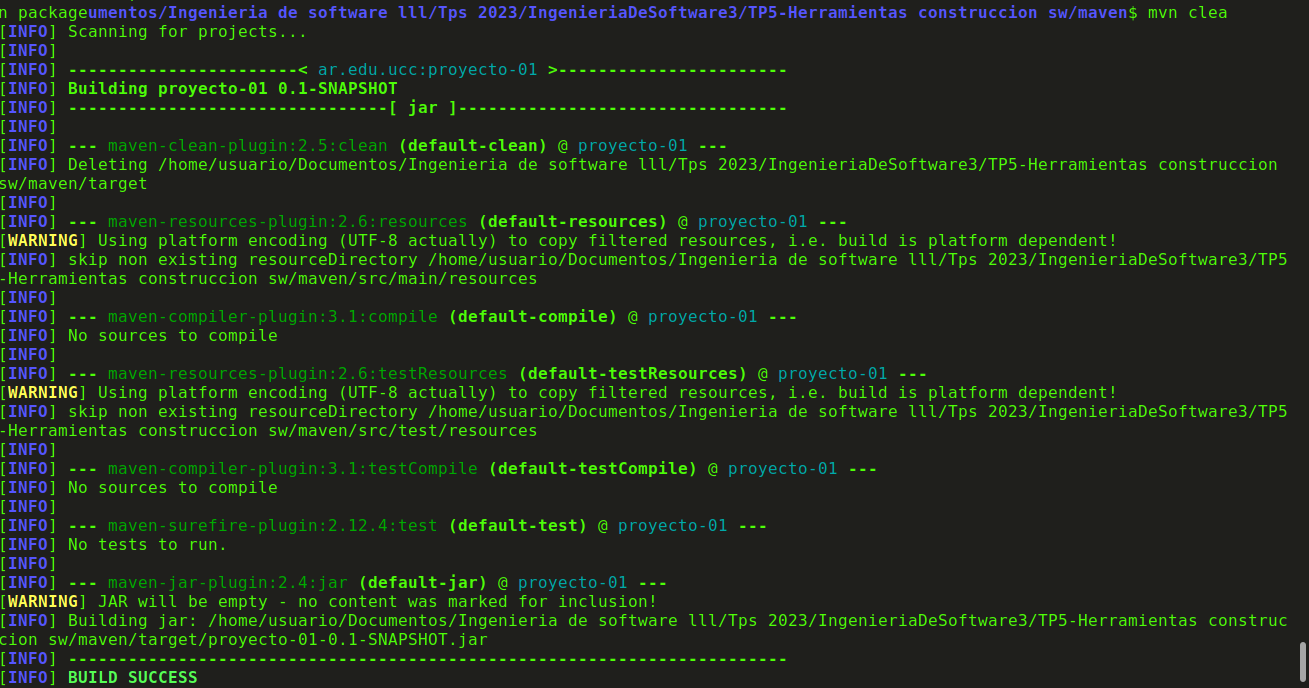 n packageumentos/Ingenieria de software lll/Tps 2023/IngenieriaDeSoftware3/TP5-Herramientas construccion sw/maven$ mvn clea
[INFO] Scanning for projects...
[INFO]
[INFO] -----------------------< ar.edu.ucc:proyecto-01 >-----------------------
[INFO] Building proyecto-01 0.1-SNAPSHOT
[INFO] --------------------------------[ jar ]---------------------------------
[INFO]
[INFO] --- maven-clean-plugin:2.5:clean (default-clean) @ proyecto-01 ---
[INFO] Deleting /home/usuario/Documentos/Ingenieria de software lll/Tps 2023/IngenieriaDeSoftware3/TP5-Herramientas construccion
sw/maven/target
[INFO]
[INFO] --- maven-resources-plugin:2.6:resources (default-resources) @ proyecto-01 ---
[WARNING] Using platform encoding (UTF-8 actually) to copy filtered resources, i.e. build is platform dependent!
[INFO] skip non existing resourceDirectory /home/usuario/Documentos/Ingenieria de software lll/Tps 2023/IngenieriaDeSoftware3/TP5
-Herramientas construccion sw/maven/src/main/resources
[INFO]
[INFO] --- maven-compiler-plugin:3.1:compile (default-compile) @ proyecto-01 ---
[INFO] No sources to compile
[INFO]
[INFO] --- maven-resources-plugin:2.6:testResources (default-testResources) @ proyecto-01 ---
[WARNING] Using platform encoding (UTF-8 actually) to copy filtered resources, i.e. build is platform dependent!
[INFO] skip non existing resourceDirectory /home/usuario/Documentos/Ingenieria de software lll/Tps 2023/IngenieriaDeSoftware3/TP5
-Herramientas construccion sw/maven/src/test/resources
[INFO]
[INFO] --- maven-compiler-plugin:3.1:testCompile (default-testCompile) @ proyecto-01 ---
[INFO] No sources to compile
[INFO]
[INFO] --- maven-surefire-plugin:2.12.4:test (default-test) @ proyecto-01 ---
[INFO] No tests to run.
[INFO]
[INFO] --- maven-jar-plugin:2.4:jar (default-jar) @ proyecto-01 ---
[WARNING] JAR will be empty - no content was marked for inclusion!
[INFO] Building jar: /home/usuario/Documentos/Ingenieria de software lll/Tps 2023/IngenieriaDeSoftware3/TP5-Herramientas construc
cion sw/maven/target/proyecto-01-0.1-SNAPSHOT.jar
[INFO] ------------------------------------------------------------------------
[INFO] BUILD SUCCESS